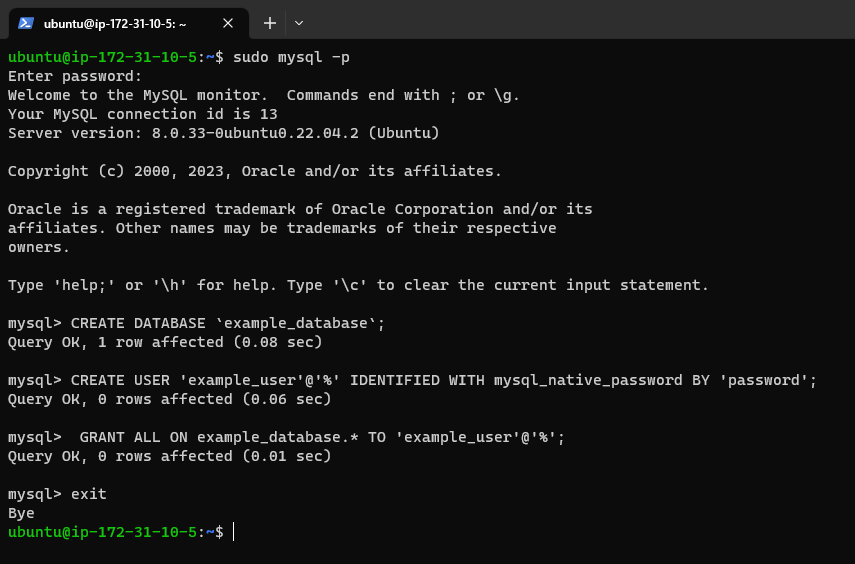 ubuntu@ip-172-31-10-5: ~
ubuntu@ip-172-31-10-5:~$ sudo mysql -p
Enter password:
Welcome to the MySQL monitor.  Commands end with ; or \g.
Your MySQL connection id is 13
Server version: 8.0.33-0ubuntu0.22.04.2 (Ubuntu)
Copyright (c) 2000, 2023, Oracle and/or its affiliates.
Oracle is a registered trademark of Oracle Corporation and/or its
affiliates. Other names may be trademarks of their respective
owners.
Type 'help;' or '\h' for help. Type '\c' to clear the current input statement.
mysql> CREATE DATABASE `example_database`;
Query OK, 1 row affected (0.08 sec)
mysql> CREATE USER 'example_user'@'%' IDENTIFIED WITH mysql_native_password BY 'password';
Query OK, 0 rows affected (0.06 sec)
mysql>  GRANT ALL ON example_database.* TO 'example_user'@'%';
Query OK, 0 rows affected (0.01 sec)
mysql> exit
Bye
ubuntu@ip-172-31-10-5:~$